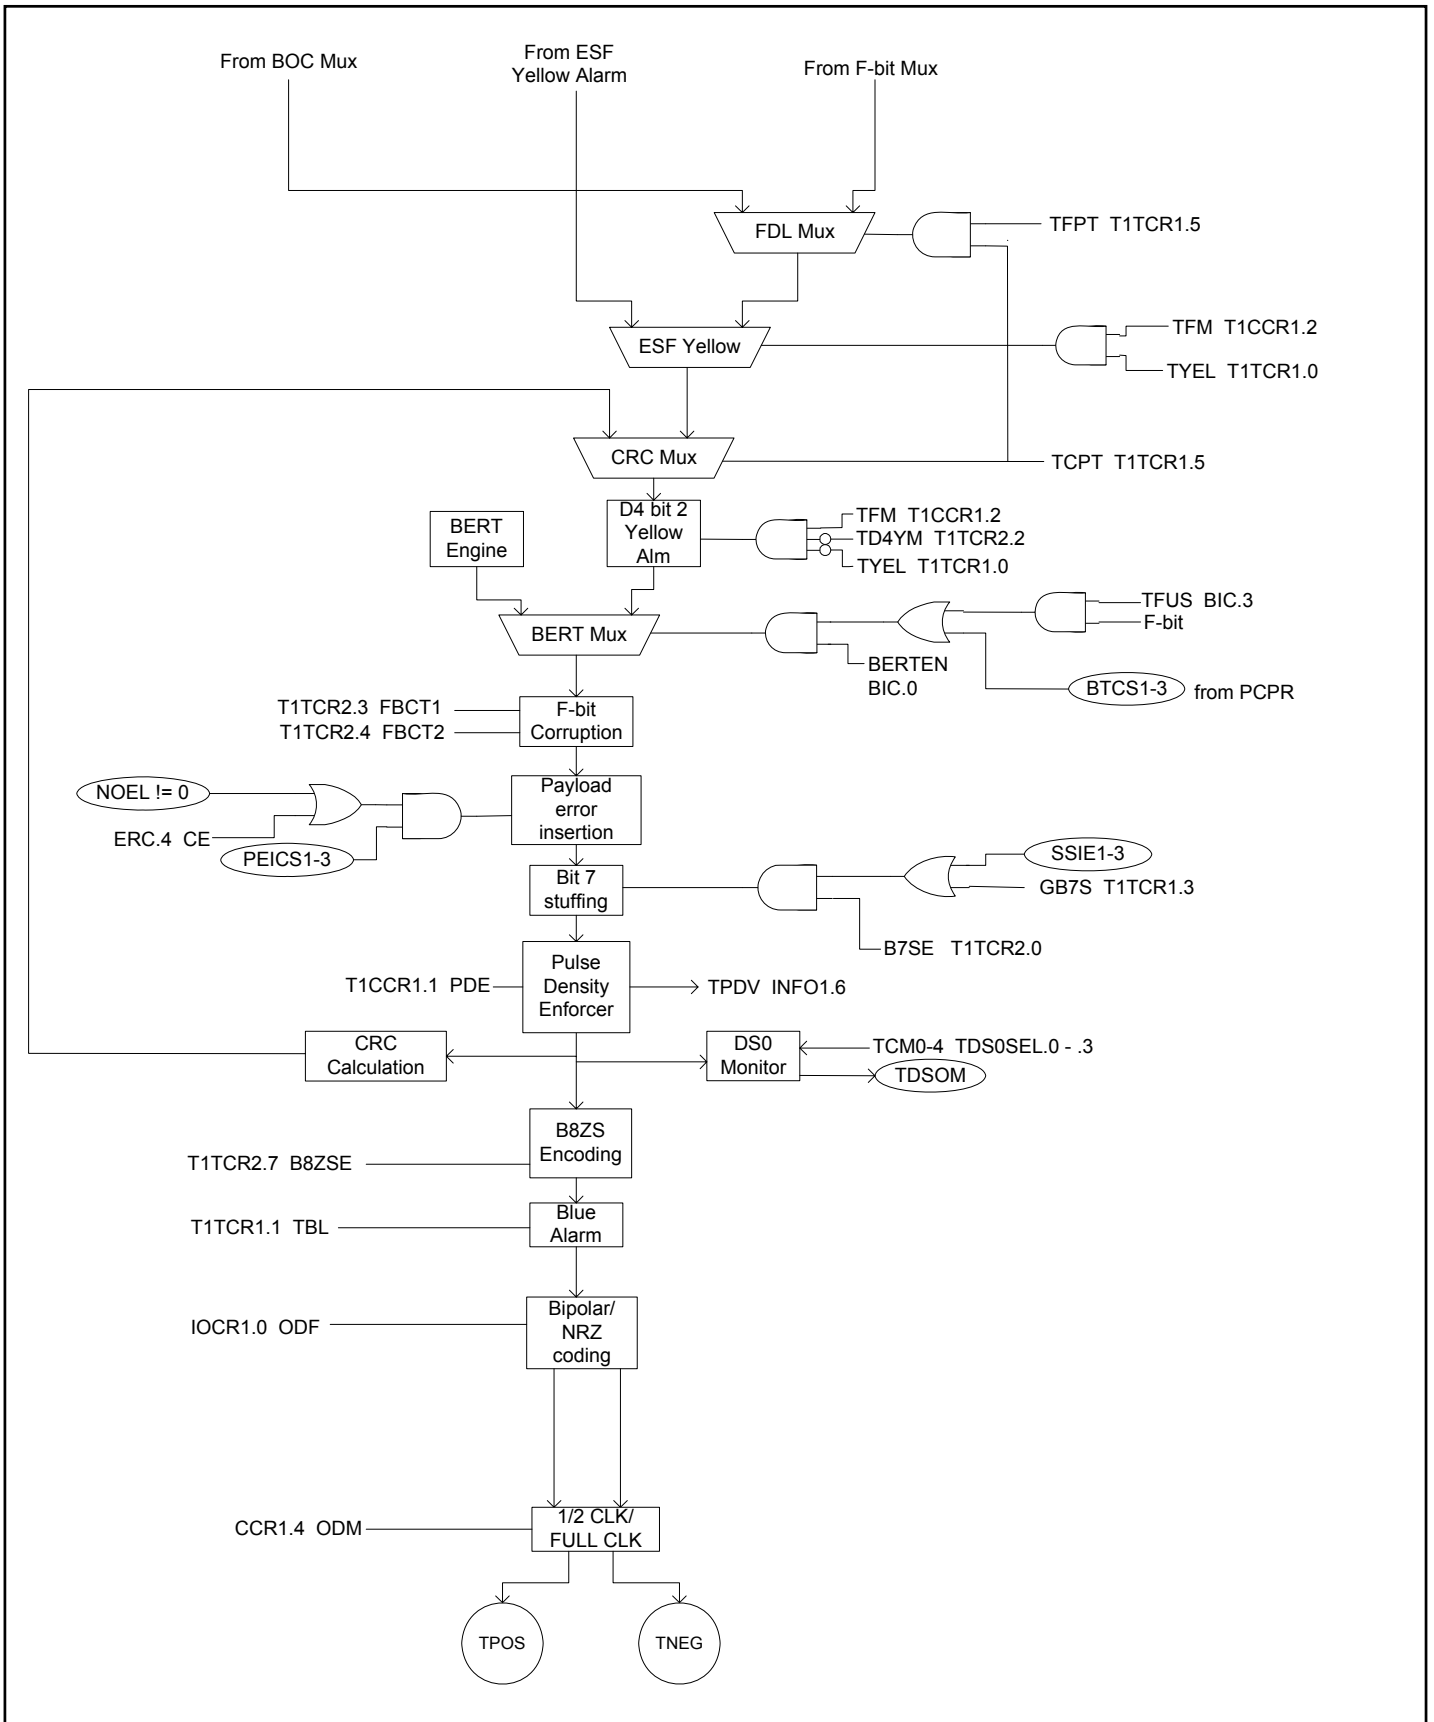 From BOC Mux
From ESF
Yellow Alarm
From F-bit Mux
FDL Mux
TFPT T1TCR1.5
ESF Yellow
TFM T1CCR1.2
TYEL T1TCR1.0
CRC Mux
TCPT T1TCR1.5
BERT
Engine
D4 bit 2
Yellow
Alm
TFM T1CCR1.2
TD4YM T1TCR2.2
TYEL T1TCR1.0
BERT Mux
TFUS BIC.3
F-bit
BERTEN
BIC.0
BTCS1-3
from PCPR
T1TCR2.3 FBCT1
T1TCR2.4 FBCT2
F-bit
Corruption
NOEL != 0
ERC.4 CE
PEICS1-3
Payload
error
insertion
Bit 7
stuffing
SSIE1-3
GB7S T1TCR1.3
B7SE T1TCR2.0
T1CCR1.1 PDE
Pulse
Density
Enforcer
TPDV INFO1.6
CRC
Calculation
DS0
Monitor
TCM0-4 TDS0SEL.0 - .3
TDSOM
T1TCR2.7 B8ZSE
B8ZS
Encoding
T1TCR1.1 TBL
Blue
Alarm
IOCR1.0 ODF
Bipolar/
NRZ
coding
CCR1.4 ODM
1/2 CLK/
FULL CLK
TPOS
TNEG